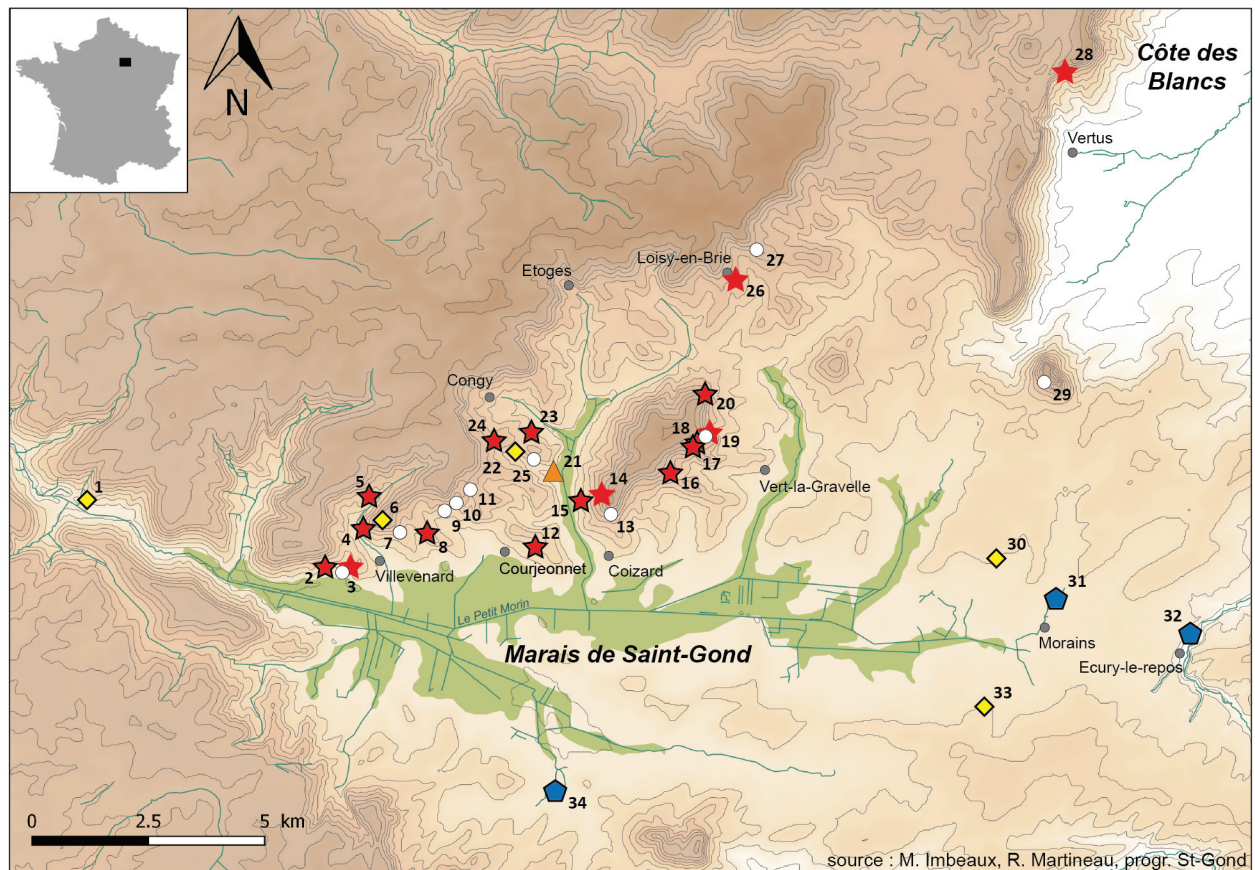 Côte des
Blancs
28
N
Vertus
27
Loisy-en-Brie
Etoges
26
Congy
29
20
23
24
18
19
22
25
21
17
1
5
14
16
Vert-la-Gravelle
6
11
15
10
13
4
9
7
8
12
30
2
Villevenard
Courjeonnet
Coizard
3
31
Le Petit Morin
32
Morains
Marais de Saint-Gond
Ecury-le-repos
33
34
0 2.5 5 km
source : M. Imbeaux, R. Martineau, progr. St-Gond